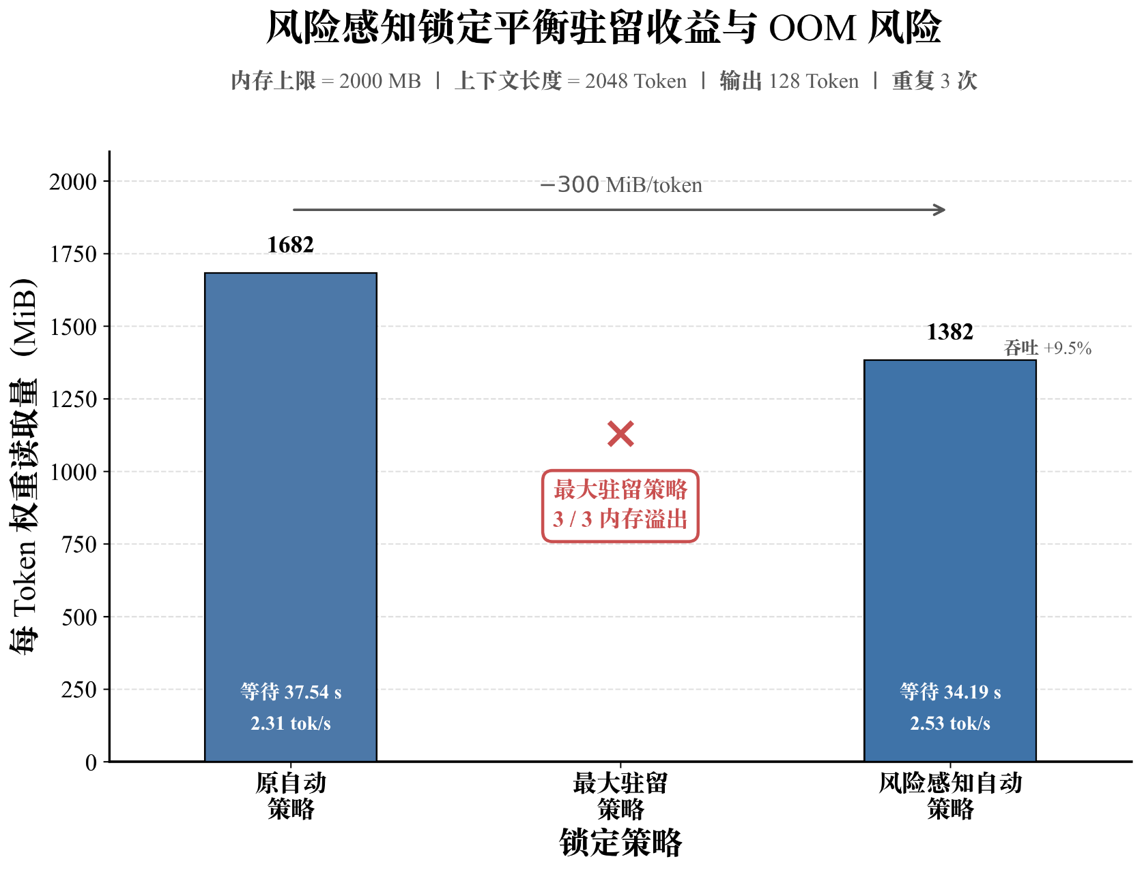 风险感知锁定平衡驻留收益与 OOM 风险
内存上限 = 2000 MB | 上下文长度 = 2048 Token | 输出 128 Token | 重复 3 次
每 Token 权重读取量 (MiB)
2000
1750
1500
1250
1000
750
500
250
0
−300 MiB/token
1682
等待 37.54 s
2.31 tok/s
最大驻留策略
3 / 3 内存溢出
1382
吞吐 +9.5%
等待 34.19 s
2.53 tok/s
原自动
策略
最大驻留
策略
风险感知自动
策略
锁定策略